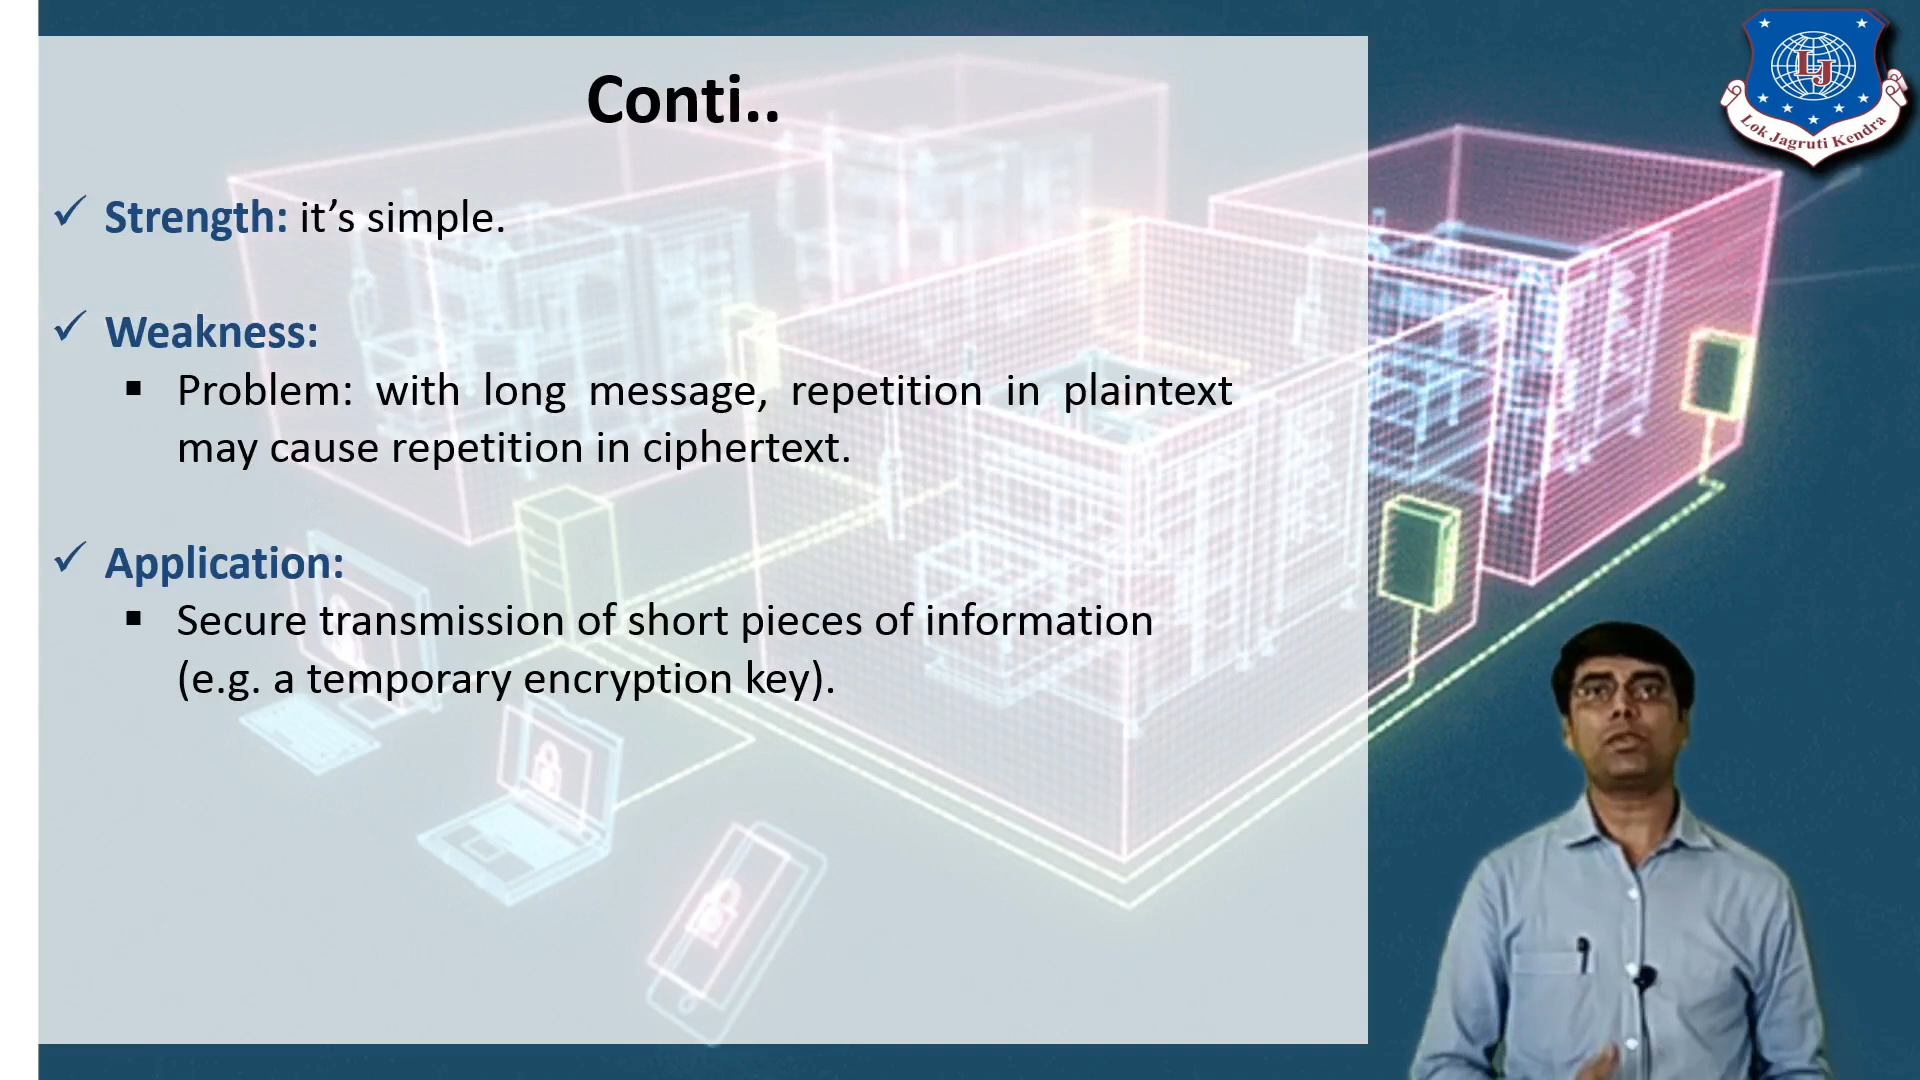 Conti..
✓ Strength: it’s simple.
✓ Weakness:
▪ Problem: with long message, repetition in plaintext
may cause repetition in ciphertext.
✓ Application:
▪ Secure transmission of short pieces of information
(e.g. a temporary encryption key).
LJ
Lok Jagruti Kendra